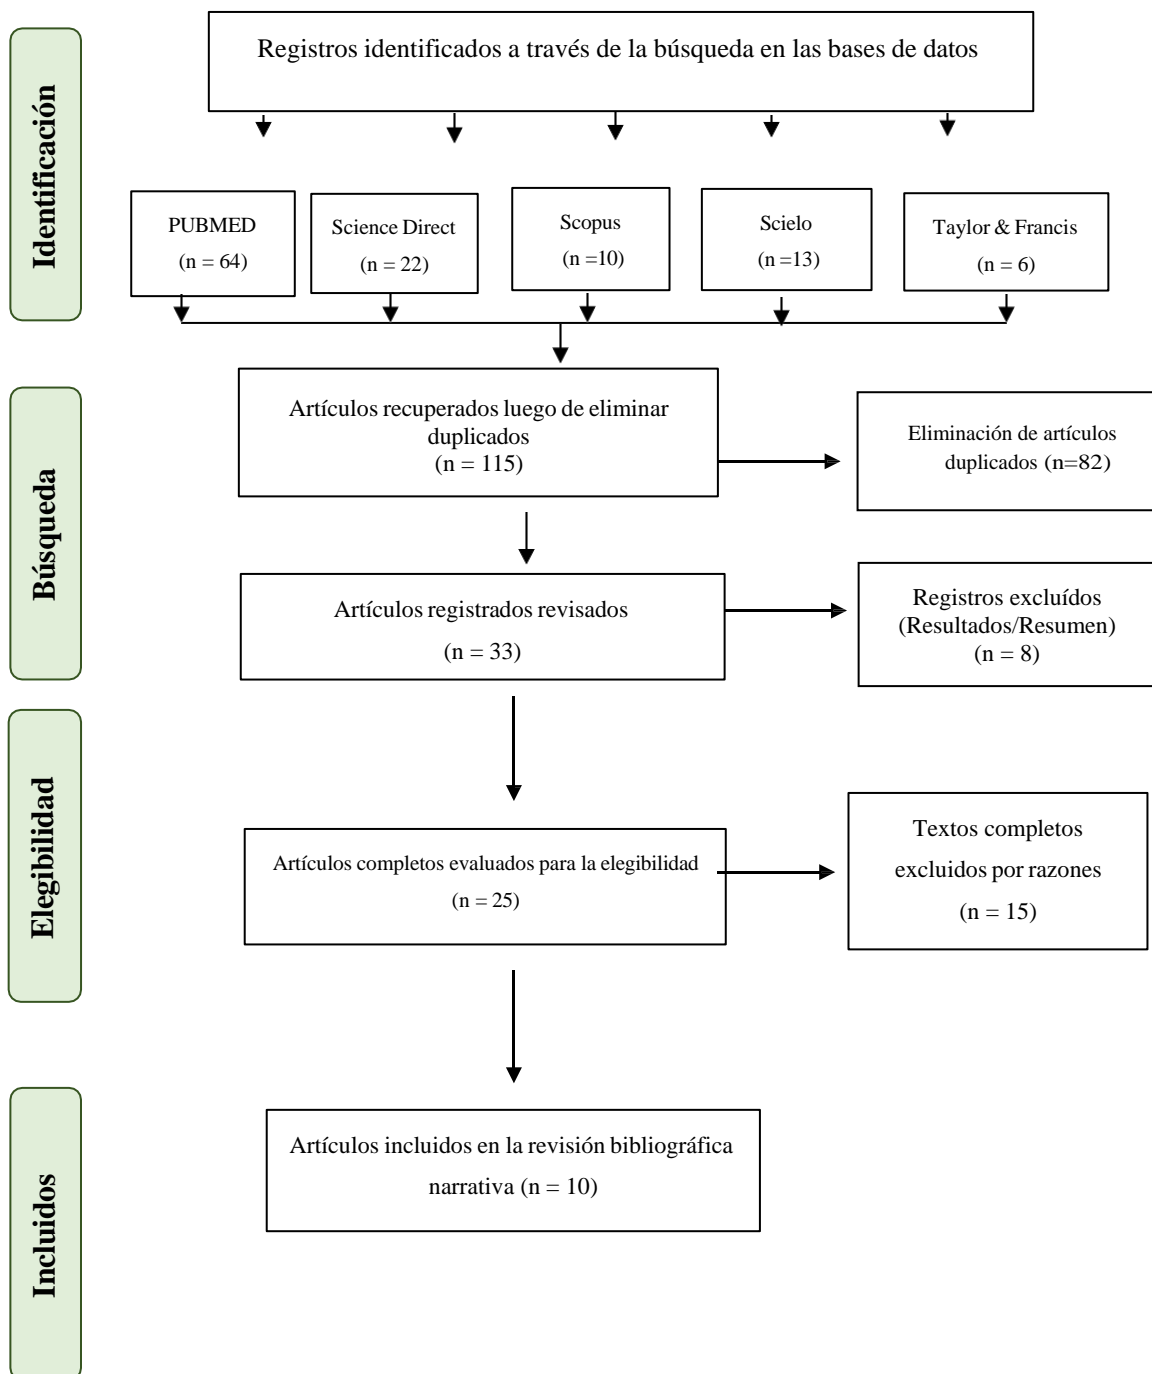 Identificación
Registros identificados a través de la búsqueda en las bases de datos
PUBMED
(n = 64)
Science Direct
(n = 22)
Scopus
(n =10)
Scielo
(n =13)
Taylor & Francis
(n = 6)
Búsqueda
Artículos recuperados luego de eliminar
duplicados
(n = 115)
Eliminación de artículos
duplicados (n=82)
Artículos registrados revisados
(n = 33)
Registros excluídos
(Resultados/Resumen)
(n = 8)
Elegibilidad
Artículos completos evaluados para la elegibilidad
(n = 25)
Textos completos
excluidos por razones
(n = 15)
Incluidos
Artículos incluidos en la revisión bibliográfica
narrativa (n = 10)